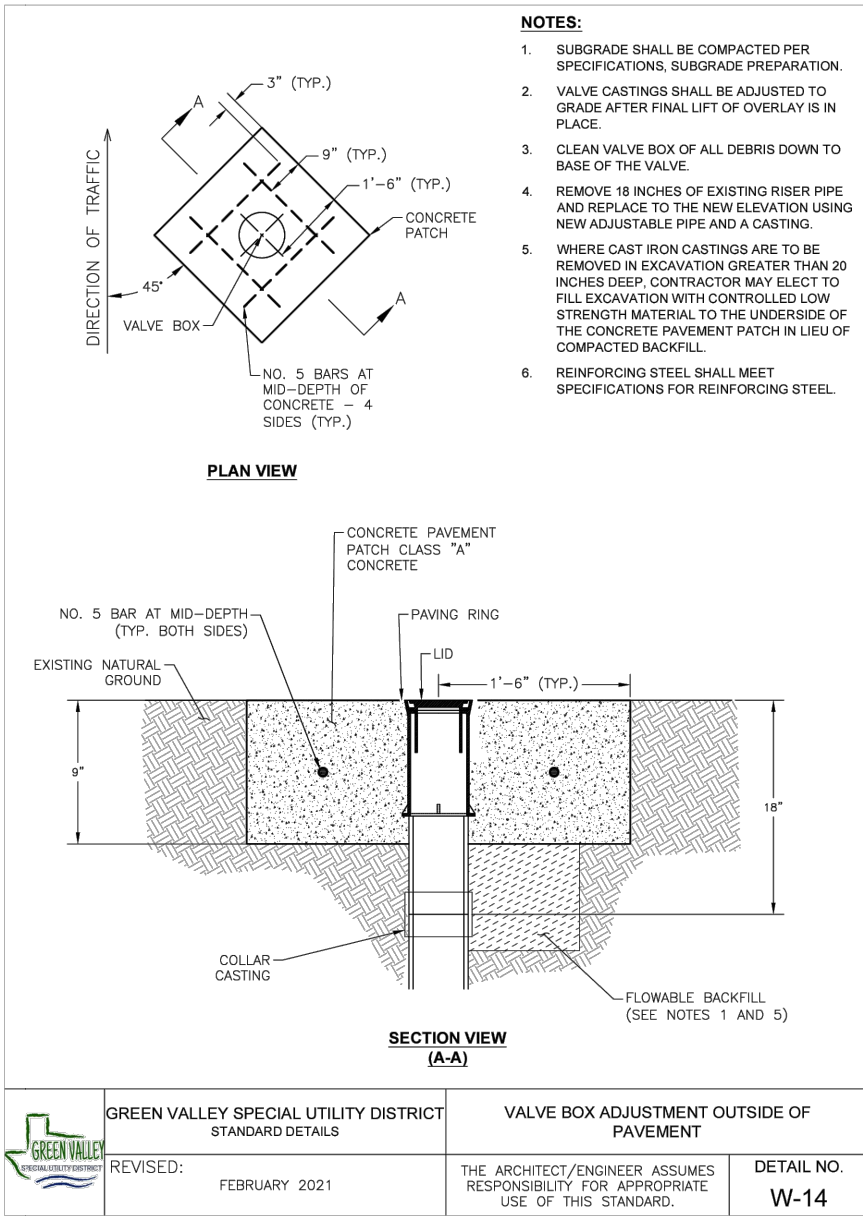 NOTES:
1. SUBGRADE SHALL BE COMPACTED PER
SPECIFICATIONS, SUBGRADE PREPARATION.
2. VALVE CASTINGS SHALL BE ADJUSTED TO
GRADE AFTER FINAL LIFT OF OVERLAY IS IN
PLACE.
3. CLEAN VALVE BOX OF ALL DEBRIS DOWN TO
BASE OF THE VALVE.
4. REMOVE 18 INCHES OF EXISTING RISER PIPE
AND REPLACE TO THE NEW ELEVATION USING
NEW ADJUSTABLE PIPE AND A CASTING.
5. WHERE CAST IRON CASTINGS ARE TO BE
REMOVED IN EXCAVATION GREATER THAN 20
INCHES DEEP, CONTRACTOR MAY ELECT TO
FILL EXCAVATION WITH CONTROLLED LOW
STRENGTH MATERIAL TO THE UNDERSIDE OF
THE CONCRETE PAVEMENT PATCH IN LIEU OF
COMPACTED BACKFILL.
6. REINFORCING STEEL SHALL MEET
SPECIFICATIONS FOR REINFORCING STEEL.
3" (TYP.)
A
9" (TYP.)
1'-6" (TYP.)
CONCRETE
PATCH
DIRECTION OF TRAFFIC
45°
A
VALVE BOX
NO. 5 BARS AT
MID-DEPTH OF
CONCRETE - 4
SIDES (TYP.)
PLAN VIEW
CONCRETE PAVEMENT
PATCH CLASS "A"
CONCRETE
NO. 5 BAR AT MID-DEPTH
(TYP. BOTH SIDES)
PAVING RING
LID
EXISTING NATURAL
GROUND
1'-6" (TYP.)
9"
18"
COLLAR
CASTING
FLOWABLE BACKFILL
(SEE NOTES 1 AND 5)
SECTION VIEW
(A-A)
GREEN VALLEY
SPECIAL UTILITY DISTRICT
GREEN VALLEY SPECIAL UTILITY DISTRICT
STANDARD DETAILS
VALVE BOX ADJUSTMENT OUTSIDE OF
PAVEMENT
REVISED:
FEBRUARY 2021
THE ARCHITECT/ENGINEER ASSUMES
RESPONSIBILITY FOR APPROPRIATE
USE OF THIS STANDARD.
DETAIL NO.
W-14